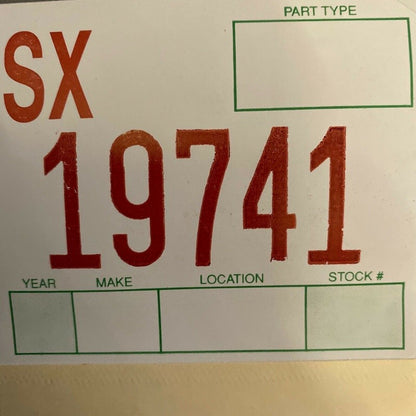 PART TYPE
SX
19741
YEAR MAKE LOCATION STOCK #